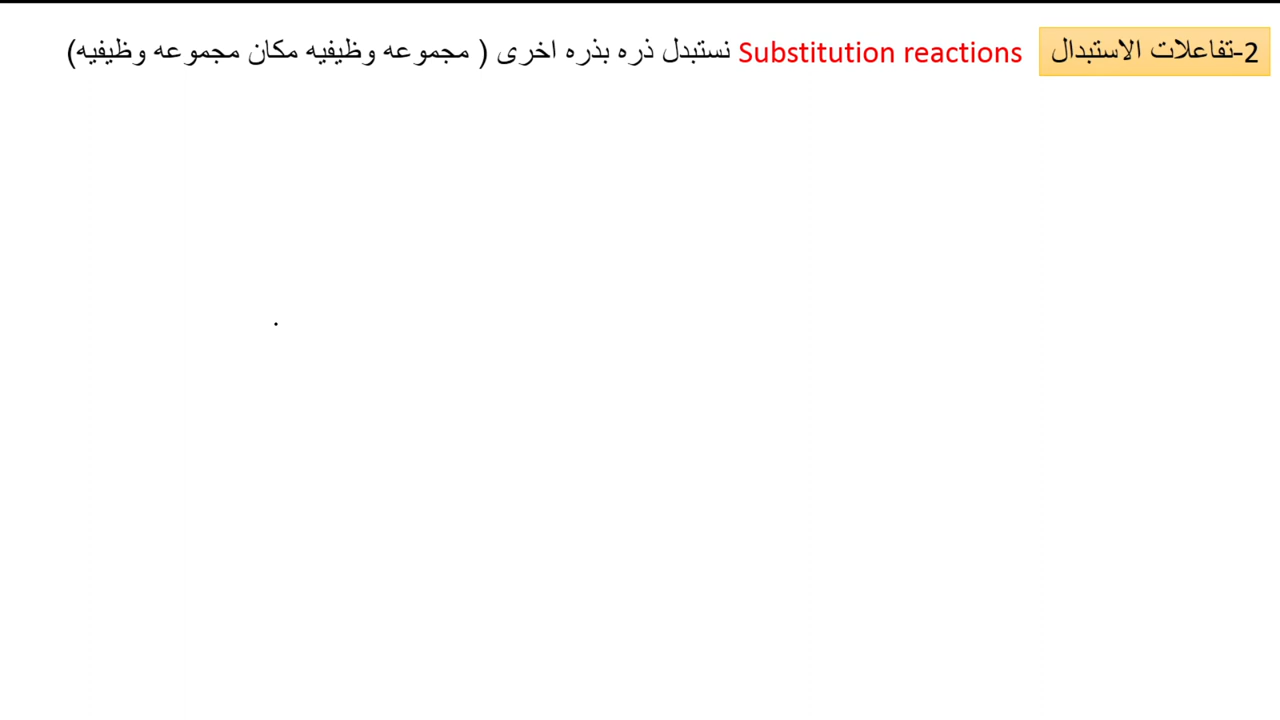 2-تفاعلات الاستبدال Substitution reactions نستبدل ذره بذره اخرى ( مجموعه وظيفيه مكان مجموعه وظيفيه)